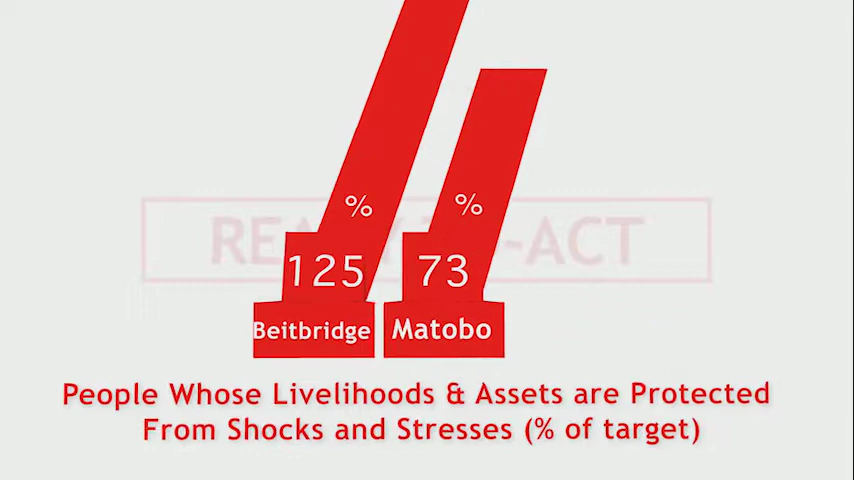 % %
125 73
Beitbridge Matobo
People Whose Livelihoods & Assets are Protected
From Shocks and Stresses (% of target)